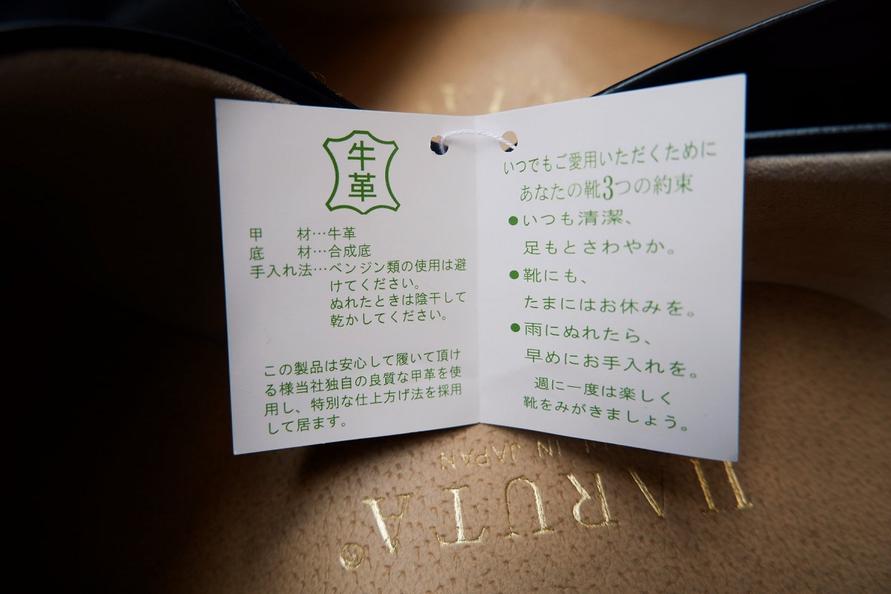 牛
革
甲　　材…牛革
底　　材…合成底
手入れ法…ベンジン類の使用は避
けてください。
ぬれたときは陰干して
乾かしてください。
この製品は安心して履いて頂け
る様当社独自の良質な甲革を使
用し、特別な仕上方げ法を採用
して居ます。
いつでもご愛用いただくために
あなたの靴3つの約束
●いつも清潔、
足もとさわやか。
●靴にも、
たまにはお休みを。
●雨にぬれたら、
早めにお手入れを。
週に一度は楽しく
靴をみがきましょう。
HARUTA®
IN JAPAN